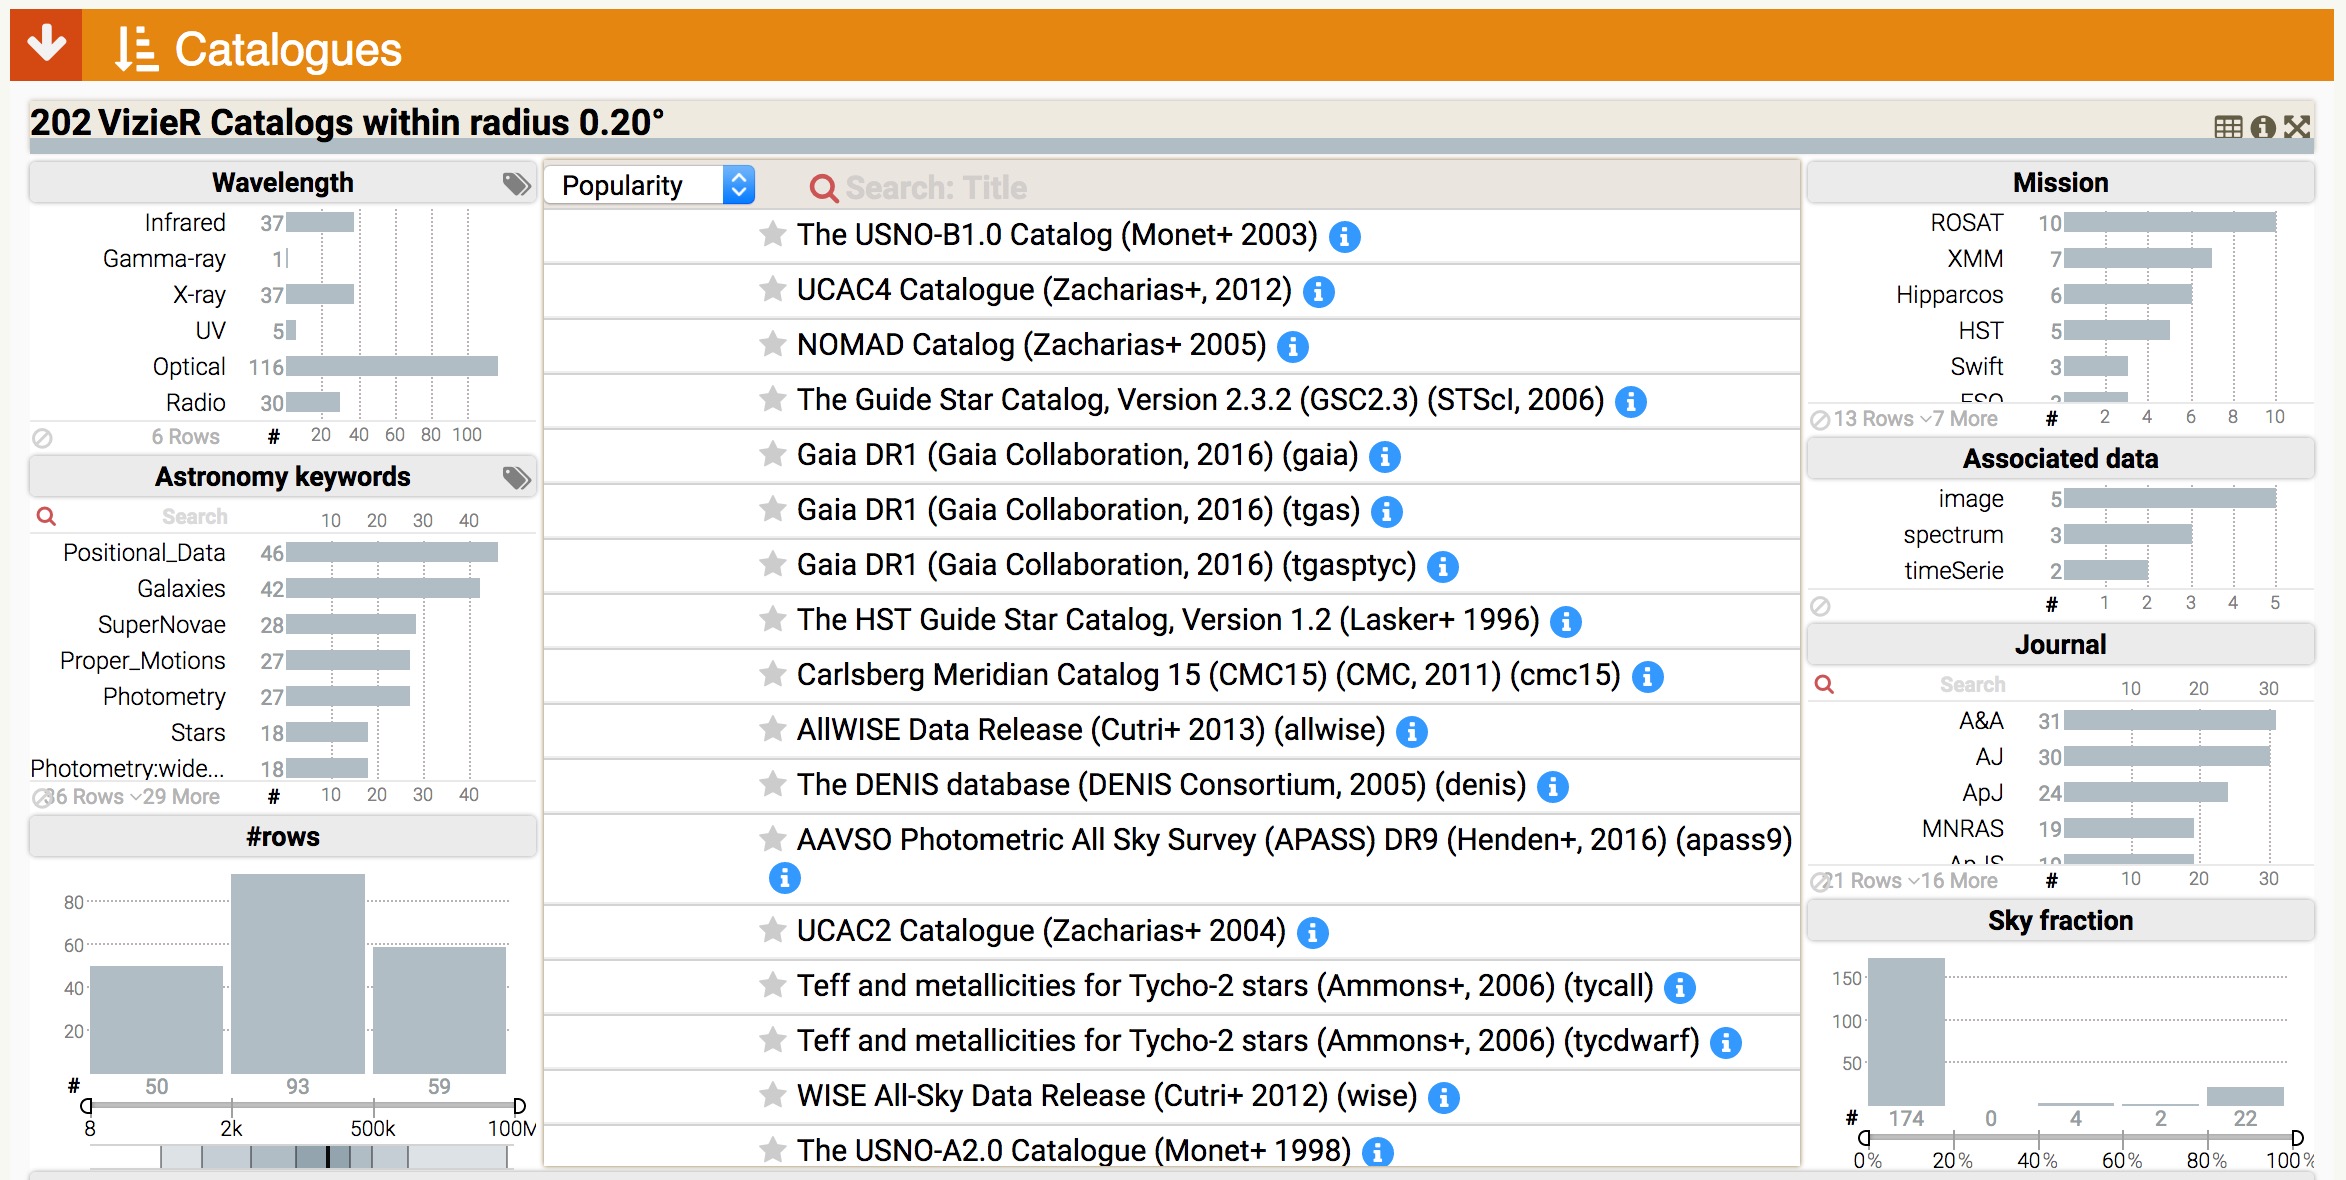 Catalogues
202 VizieR Catalogs within radius 0.20°
Wavelength
Infrared 37
Gamma-ray 1
X-ray 37
UV 5
Optical 116
Radio 30
6 Rows # 20 40 60 80 100
Astronomy keywords
Search 10 20 30 40
Positional_Data 46
Galaxies 42
SuperNovae 28
Proper_Motions 27
Photometry 27
Stars 18
Photometry:wide... 18
36 Rows 29 More # 10 20 30 40
#rows
80
60
40
20
# 50 93 59
8 2k 500k 100M
Popularity Search: Title
The USNO-B1.0 Catalog (Monet+ 2003)
UCAC4 Catalogue (Zacharias+, 2012)
NOMAD Catalog (Zacharias+ 2005)
The Guide Star Catalog, Version 2.3.2 (GSC2.3) (STScI, 2006)
Gaia DR1 (Gaia Collaboration, 2016) (gaia)
Gaia DR1 (Gaia Collaboration, 2016) (tgas)
Gaia DR1 (Gaia Collaboration, 2016) (tgasptyc)
The HST Guide Star Catalog, Version 1.2 (Lasker+ 1996)
Carlsberg Meridian Catalog 15 (CMC15) (CMC, 2011) (cmc15)
AllWISE Data Release (Cutri+ 2013) (allwise)
The DENIS database (DENIS Consortium, 2005) (denis)
AAVSO Photometric All Sky Survey (APASS) DR9 (Henden+, 2016) (apass9)
UCAC2 Catalogue (Zacharias+ 2004)
Teff and metallicities for Tycho-2 stars (Ammons+, 2006) (tycall)
Teff and metallicities for Tycho-2 stars (Ammons+, 2006) (tycdwarf)
WISE All-Sky Data Release (Cutri+ 2012) (wise)
The USNO-A2.0 Catalogue (Monet+ 1998)
Mission
ROSAT 10
XMM 7
Hipparcos 6
HST 5
Swift 3
ESO
13 Rows 7 More # 2 4 6 8 10
Associated data
image 5
spectrum 3
timeSerie 2
# 1 2 3 4 5
Journal
Search 10 20 30
A&A 31
AJ 30
ApJ 24
MNRAS 19
ApJS 19
21 Rows 16 More # 10 20 30
Sky fraction
150
100
50
# 174 0 4 2 22
0% 20% 40% 60% 80% 100%